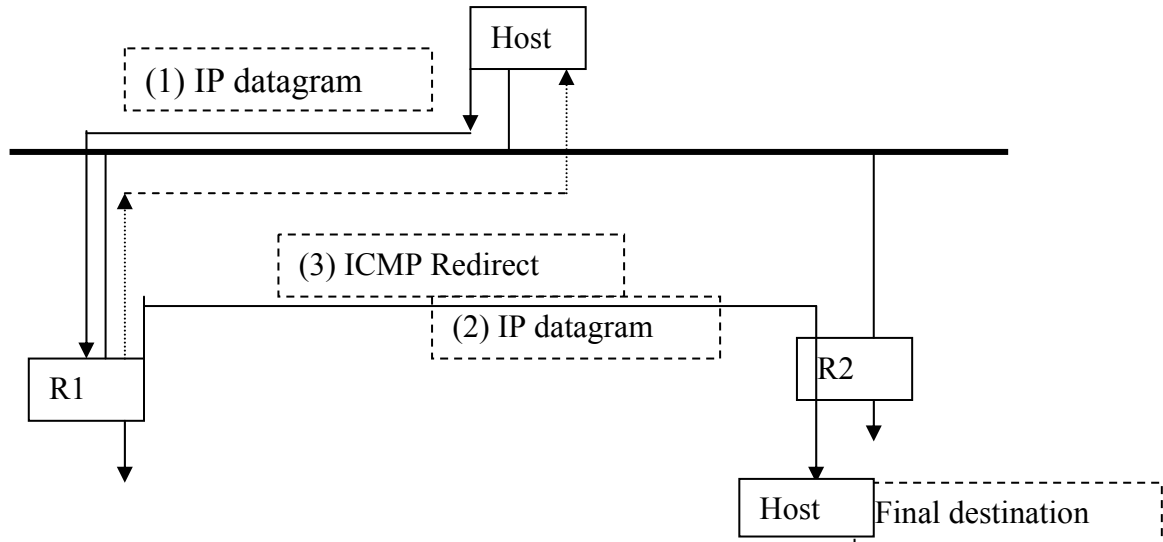 Host
(1) IP datagram
(3) ICMP Redirect
(2) IP datagram
R1
R2
Host
Final destination